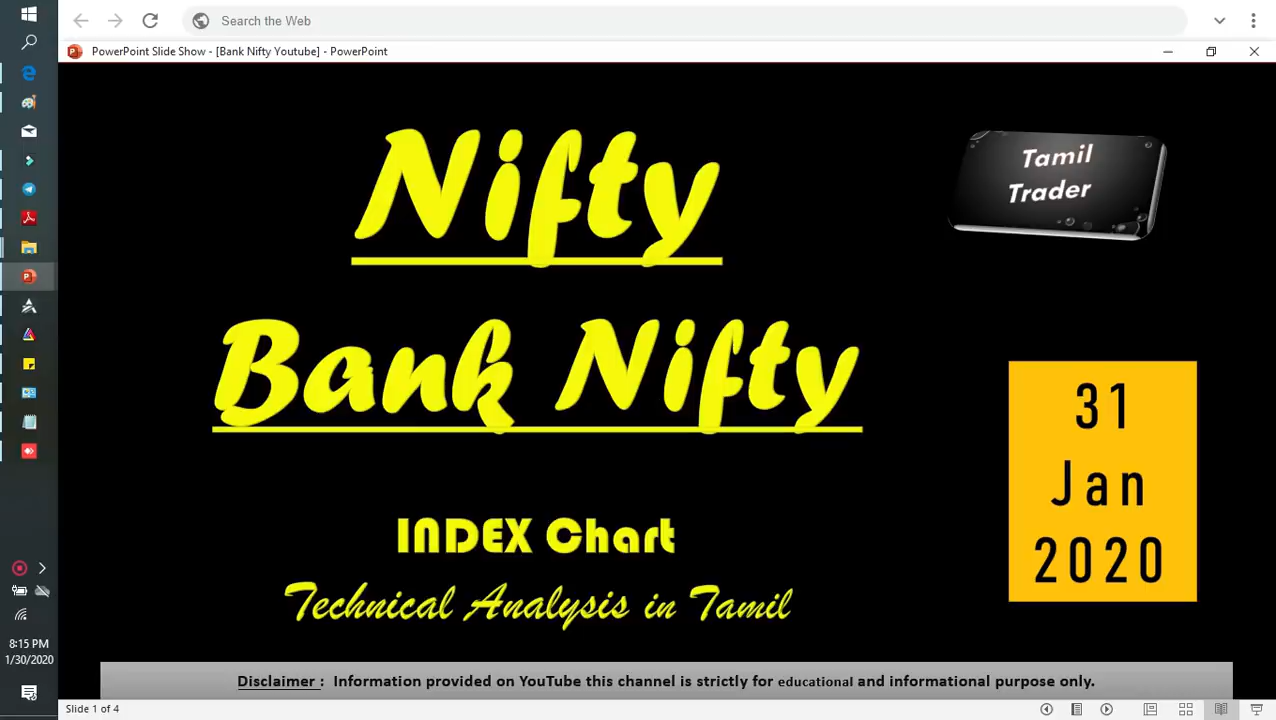 Search the Web
PowerPoint Slide Show - [Bank Nifty Youtube] - PowerPoint
Nifty
Tamil
Trader
Bank Nifty
31
Jan
2020
INDEX Chart
Technical Analysis in Tamil
8:15 PM
1/30/2020
Disclaimer : Information provided on YouTube this channel is strictly for educational and informational purpose only.
Slide 1 of 4